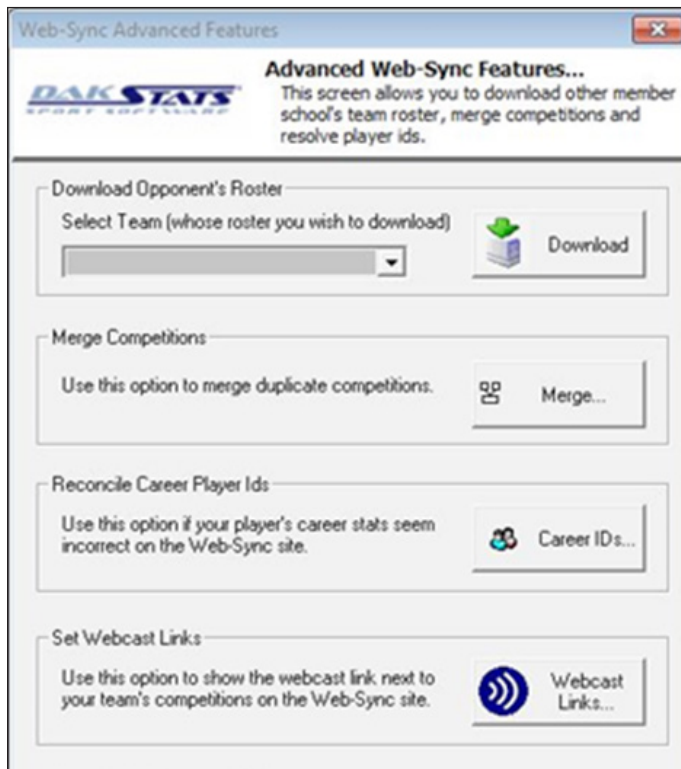 Web-Sync Advanced Features
DAK STATS
SPORT SOFTWARE
Advanced Web-Sync Features...
This screen allows you to download other member
school's team roster, merge competitions and
resolve player ids.
Download Opponent's Roster
Select Team (whose roster you wish to download)
Download
Merge Competitions
Use this option to merge duplicate competitions.
Merge...
Reconcile Career Player Ids
Use this option if your player's career stats seem
incorrect on the Web-Sync site.
Career IDs...
Set Webcast Links
Use this option to show the webcast link next to
your team's competitions on the Web-Sync site.
Webcast
Links...